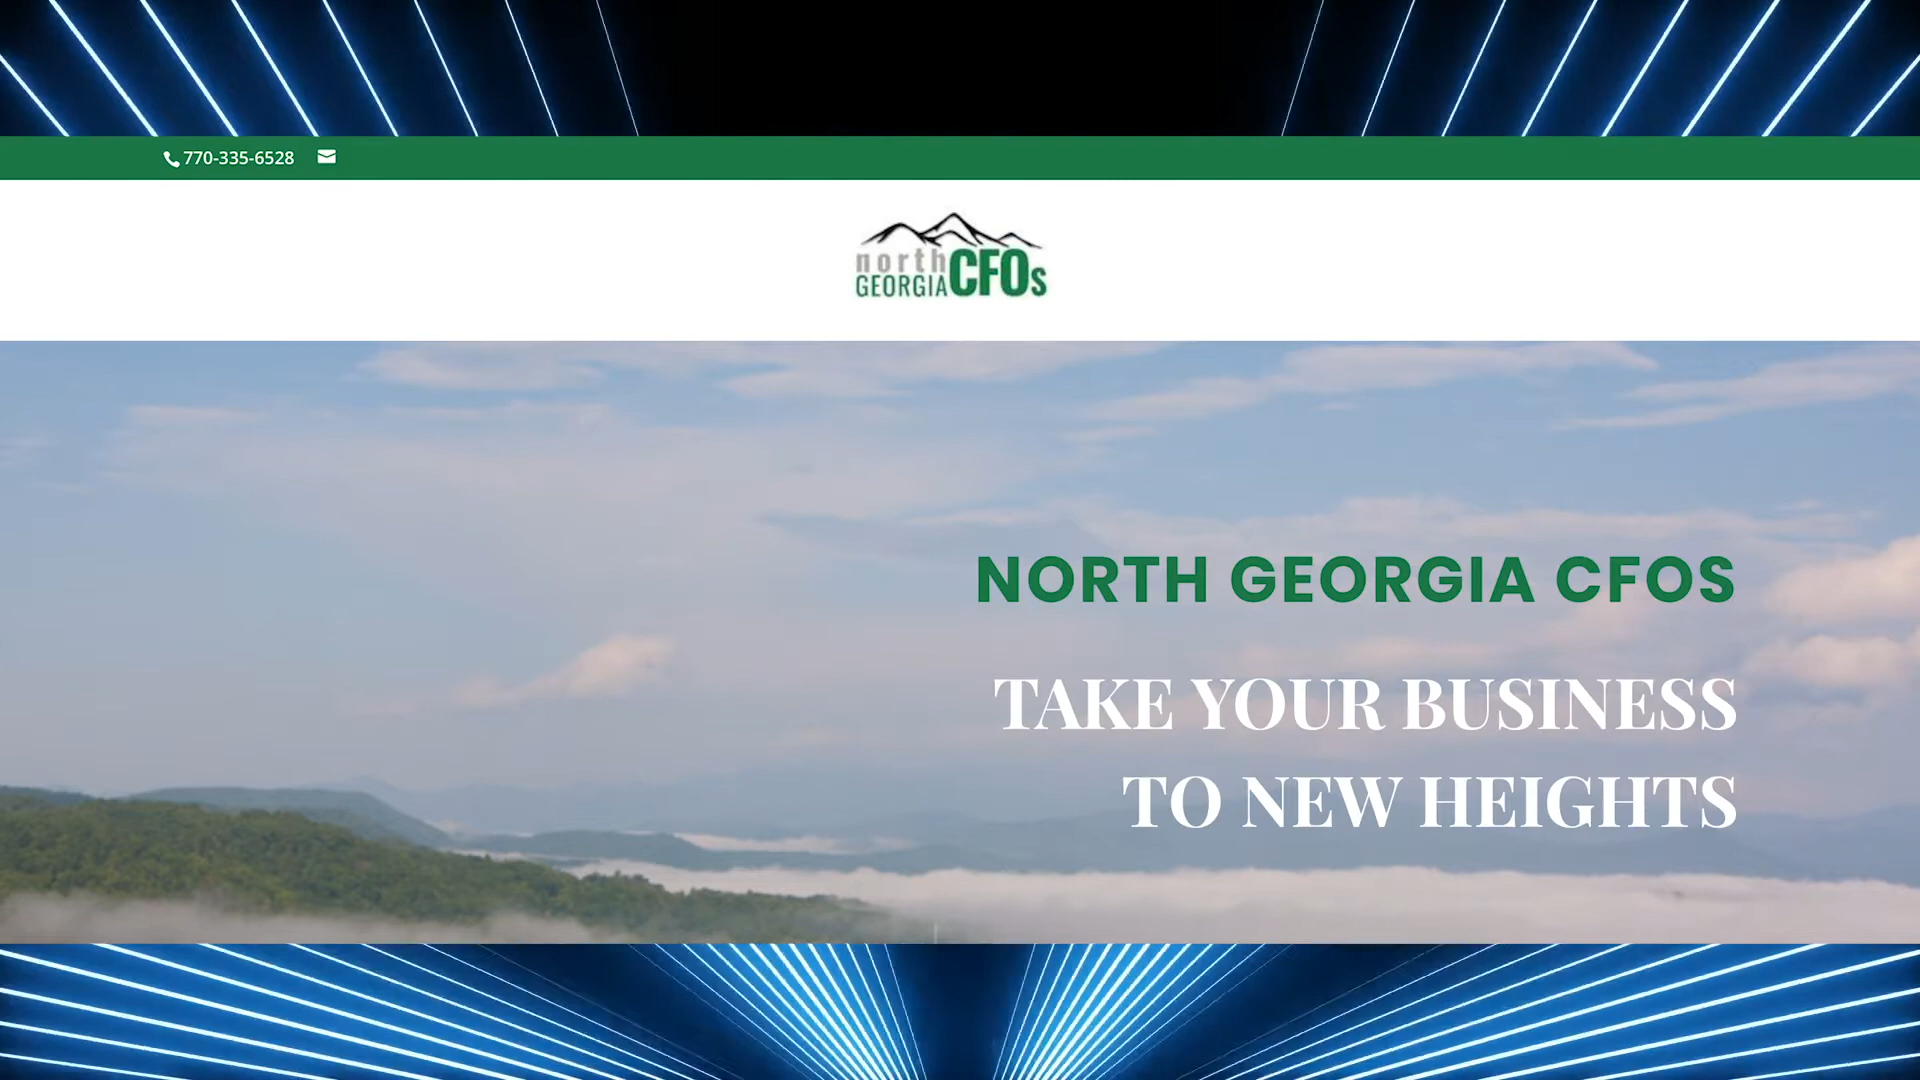 770-335-6528
north
GEORGIA CFOs
NORTH GEORGIA CFOS
TAKE YOUR BUSINESS
TO NEW HEIGHTS